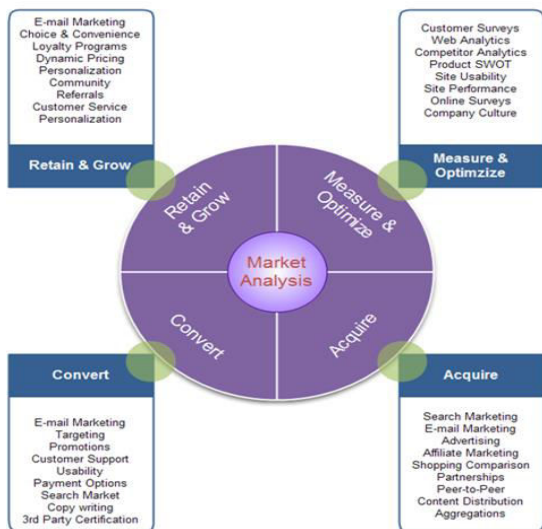 E-mail Marketing
Choice & Convenience
Loyalty Programs
Dynamic Pricing
Personalization
Community
Referrals
Customer Service
Personalization
Retain & Grow
Customer Surveys
Web Analytics
Competitor Analytics
Product SWOT
Site Usability
Site Performance
Online Surveys
Company Culture
Measure &
Optimzize
Retain
& Grow
Measure &
Optimize
Market
Analysis
Convert
Acquire
Convert
E-mail Marketing
Targeting
Promotions
Customer Support
Usability
Payment Options
Search Market
Copy writing
3rd Party Certification
Acquire
Search Marketing
E-mail Marketing
Advertising
Affiliate Marketing
Shopping Comparison
Partnerships
Peer-to-Peer
Content Distribution
Aggregations